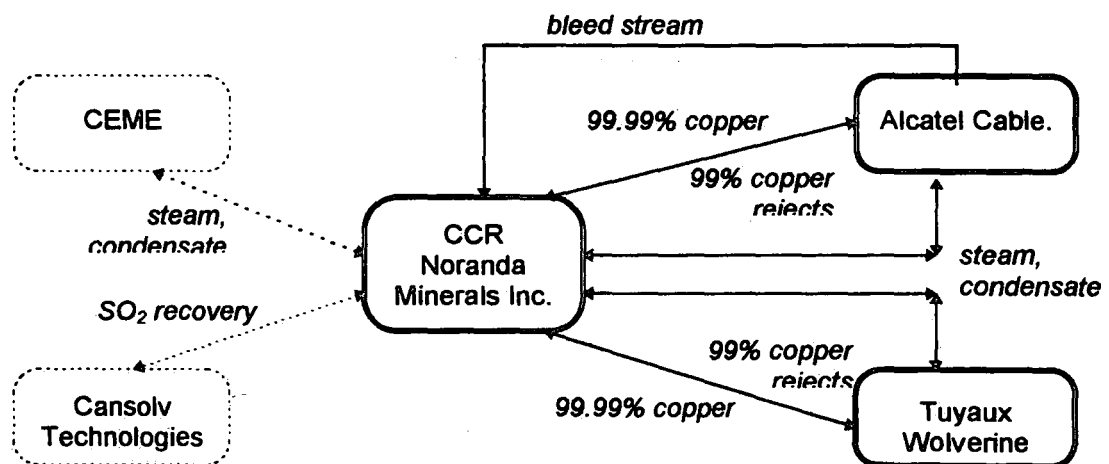 bleed stream
CEME
99.99% copper
Alcatel Cable.
99% copper
rejects
steam,
condensate
CCR
Noranda
Minerals Inc.
steam,
condensate
SO₂ recovery
99% copper
rejects
99.99% copper
Cansolv
Technologies
Tuyaux
Wolverine